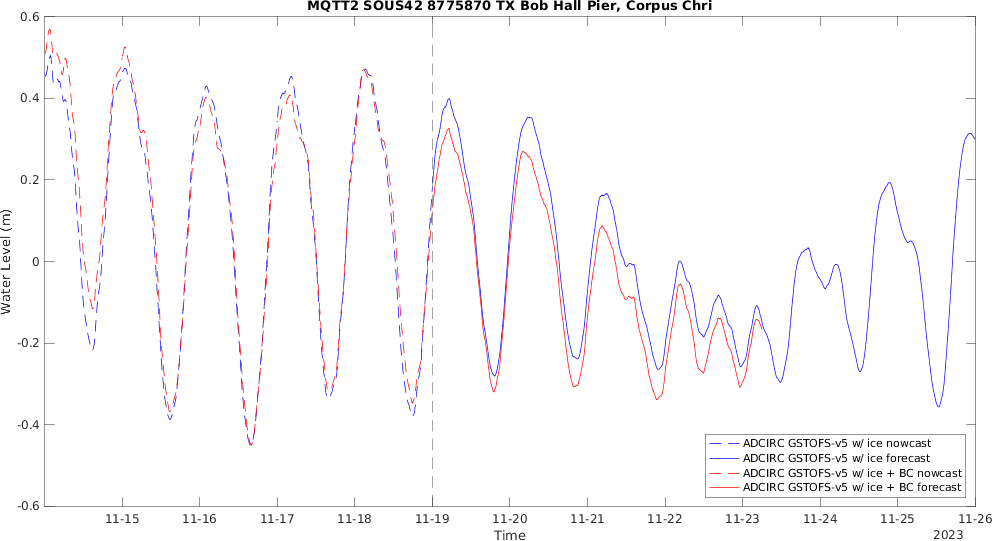 MQTT2 SOUS42 8775870 TX Bob Hall Pier, Corpus Chri
0.6
0.4
0.2
0
-0.2
-0.4
-0.6
Water Level (m)
ADCIRC GSTOFS-v5 w/ ice nowcast
ADCIRC GSTOFS-v5 w/ ice forecast
ADCIRC GSTOFS-v5 w/ ice + BC nowcast
ADCIRC GSTOFS-v5 w/ ice + BC forecast
11-15 11-16 11-17 11-18 11-19 11-20 11-21 11-22 11-23 11-24 11-25 11-26
Time
2023